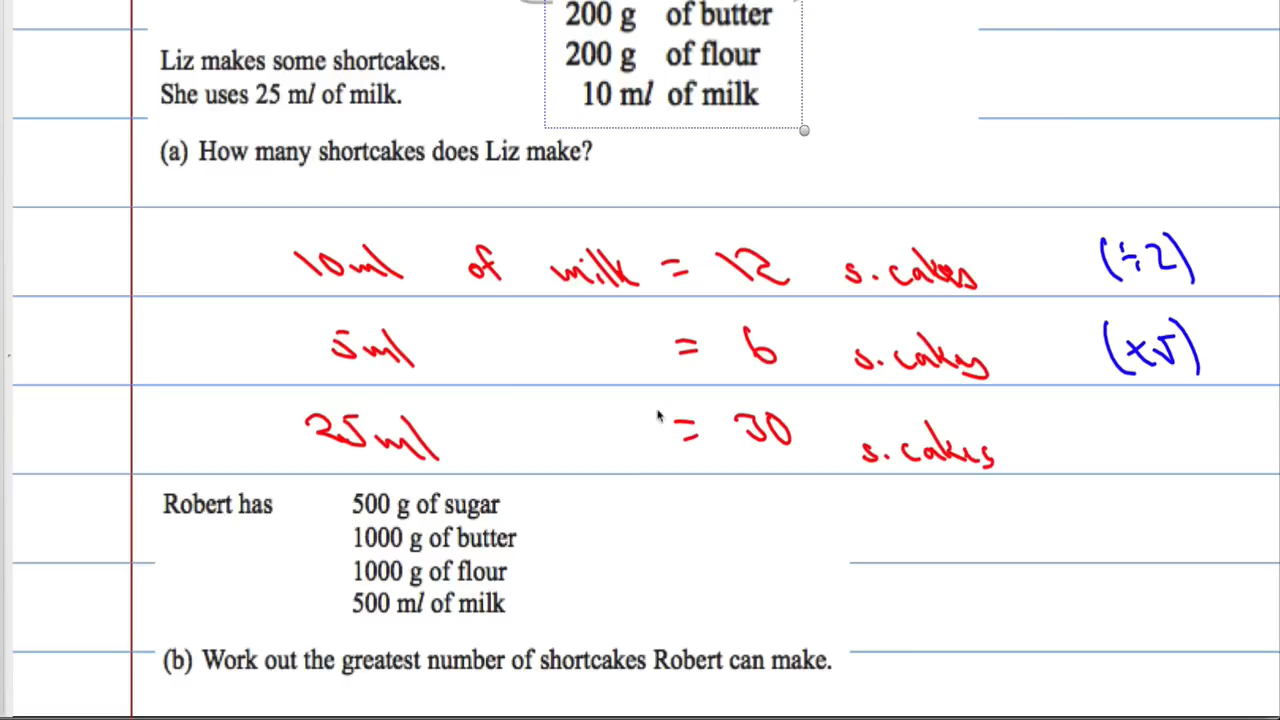 200 g of butter
200 g of flour
10 ml of milk
Liz makes some shortcakes.
She uses 25 ml of milk.
(a) How many shortcakes does Liz make?
10ml of milk = 12 s.cakes (÷2)
5ml = 6 s.cakes (x5)
25ml = 30 s.cakes
Robert has 500 g of sugar
1000 g of butter
1000 g of flour
500 ml of milk
(b) Work out the greatest number of shortcakes Robert can make.